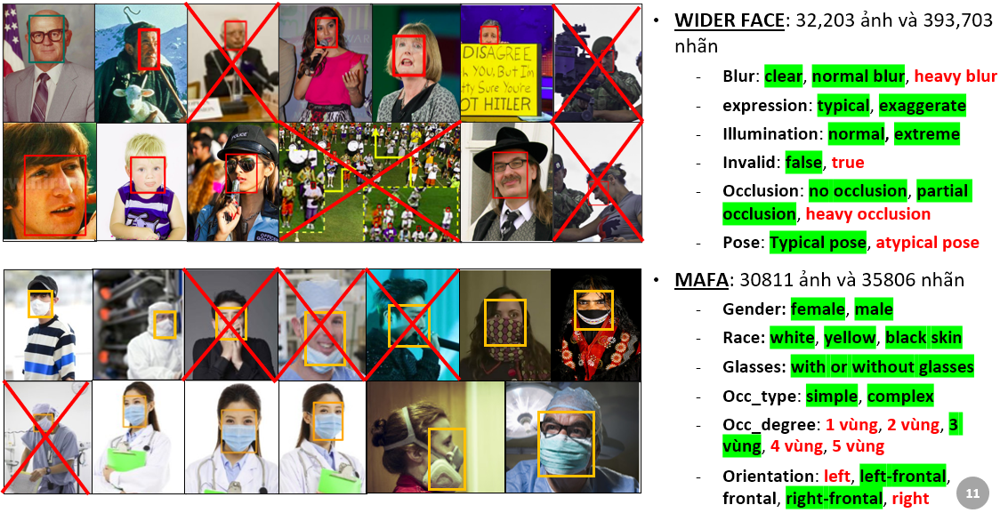 WIDER FACE: 32,203 ảnh và 393,703
nhãn
- Blur: clear, normal blur, heavy blur
- expression: typical, exaggerate
- Illumination: normal, extreme
- Invalid: false, true
- Occlusion: no occlusion, partial
occlusion, heavy occlusion
- Pose: Typical pose, atypical pose
MAFA: 30811 ảnh và 35806 nhãn
- Gender: female, male
- Race: white, yellow, black skin
- Glasses: with or without glasses
- Occ_type: simple, complex
- Occ_degree: 1 vùng, 2 vùng, 3
vùng, 4 vùng, 5 vùng
- Orientation: left, left-frontal,
frontal, right-frontal, right
11
DISAGREE
h YOU, BUT I'm
tty Sure You're
OT HITLER
POLICE